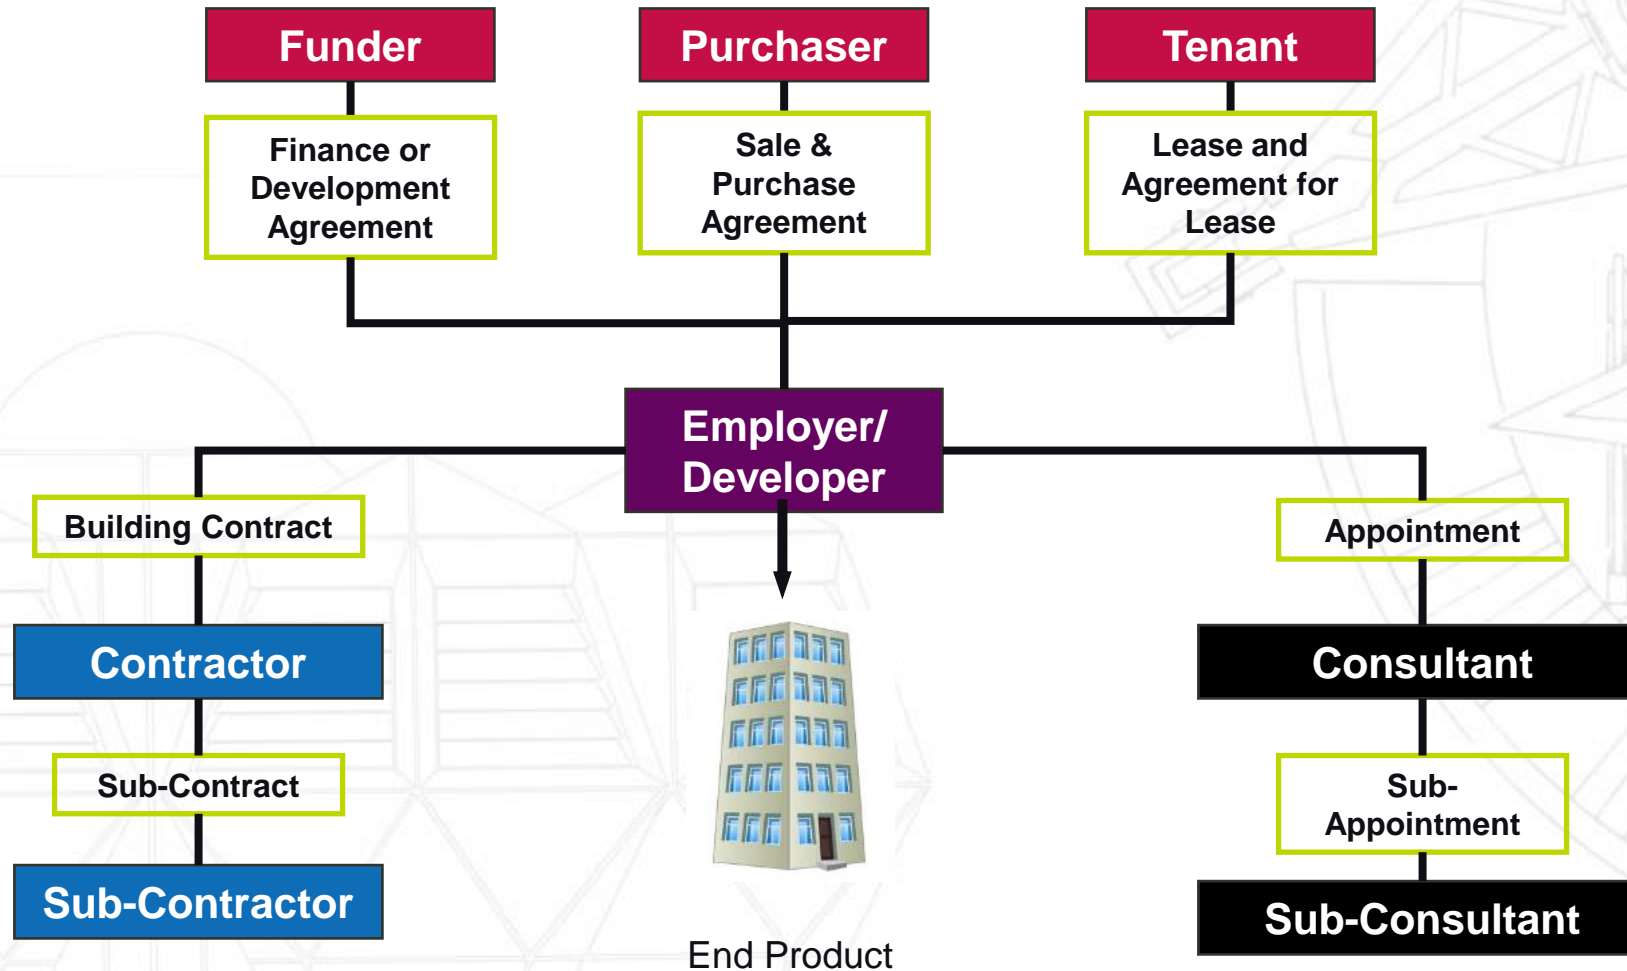 Funder
Purchaser
Tenant
Finance or
Development
Agreement
Sale &
Purchase
Agreement
Lease and
Agreement for
Lease
Employer/
Developer
Building Contract
Appointment
Contractor
Consultant
Sub-Contract
Sub-
Appointment
Sub-Contractor
Sub-Consultant
End Product